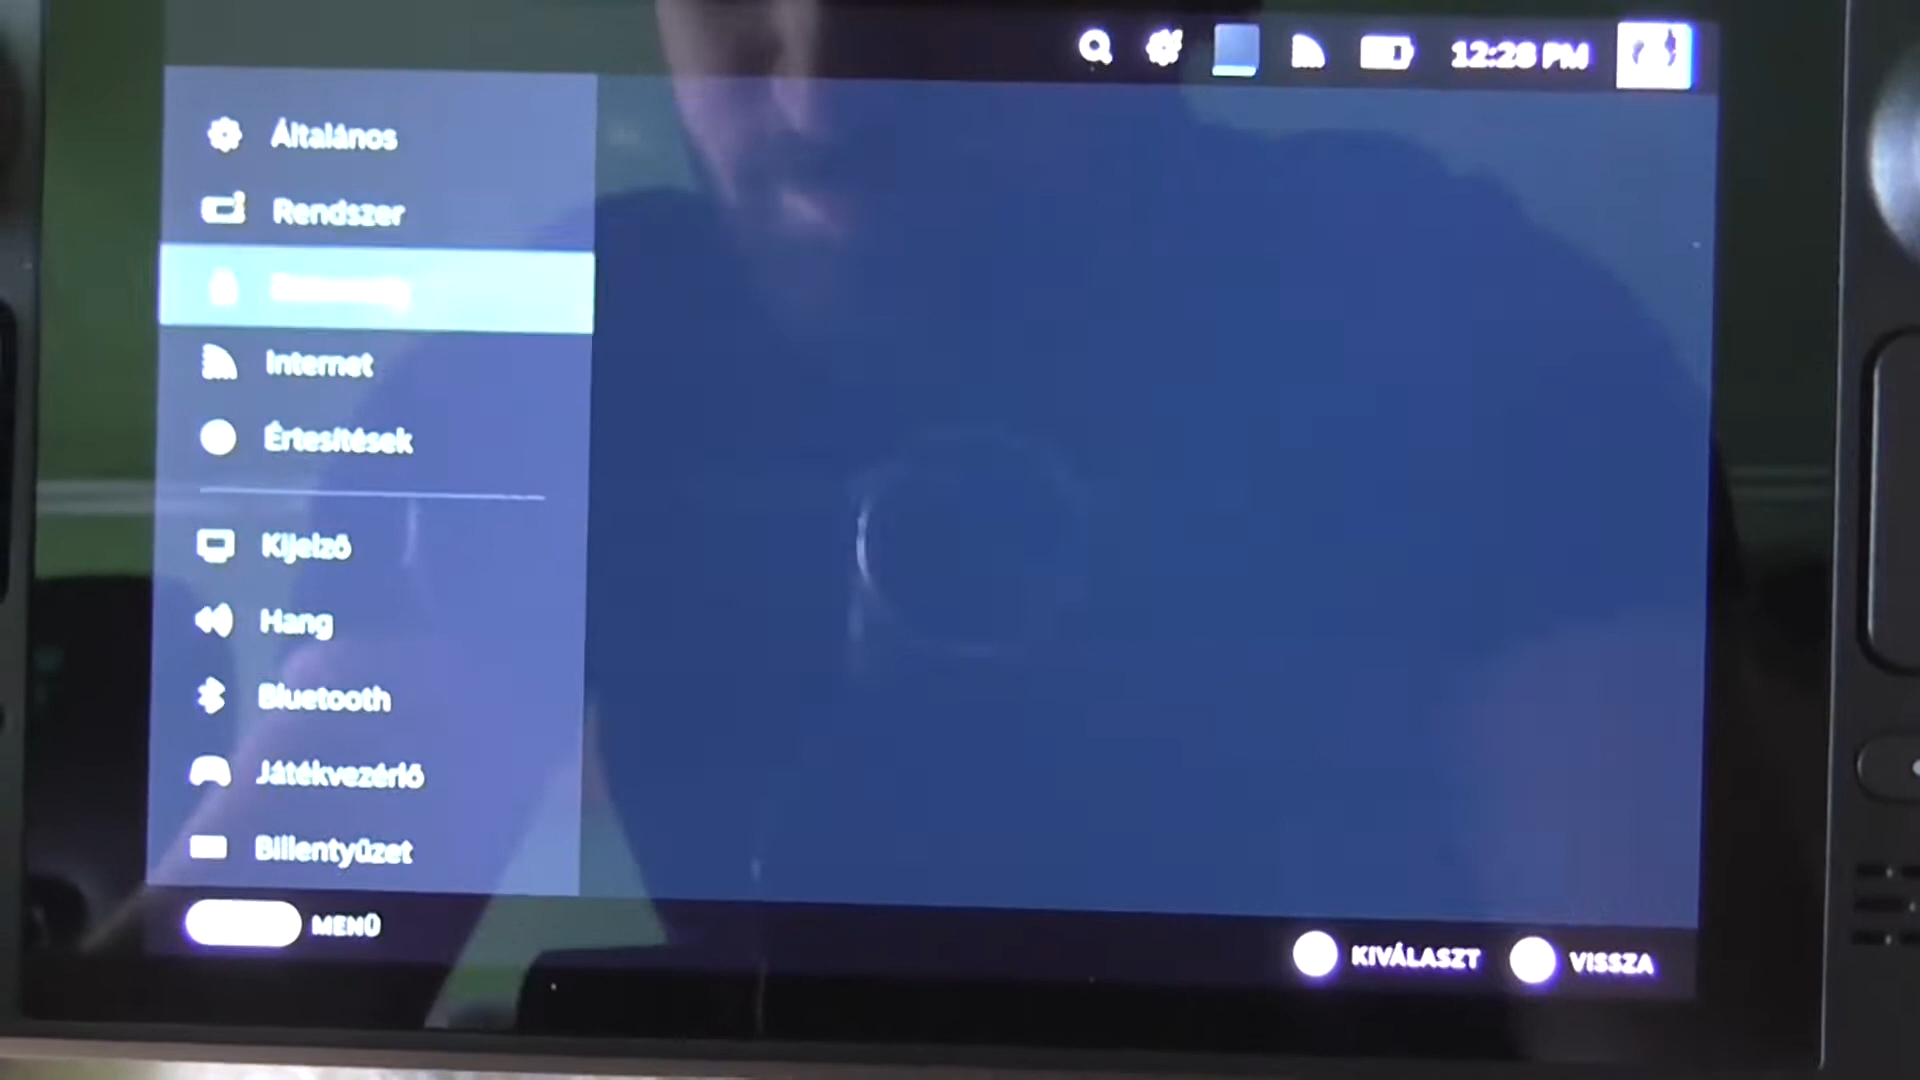 12:28 PM
Általános
Rendszer
Internet
Értesítések
Kijelző
Hang
Bluetooth
Játékvezérlő
Billentyűzet
MENÜ
KIVÁLASZT
VISSZA